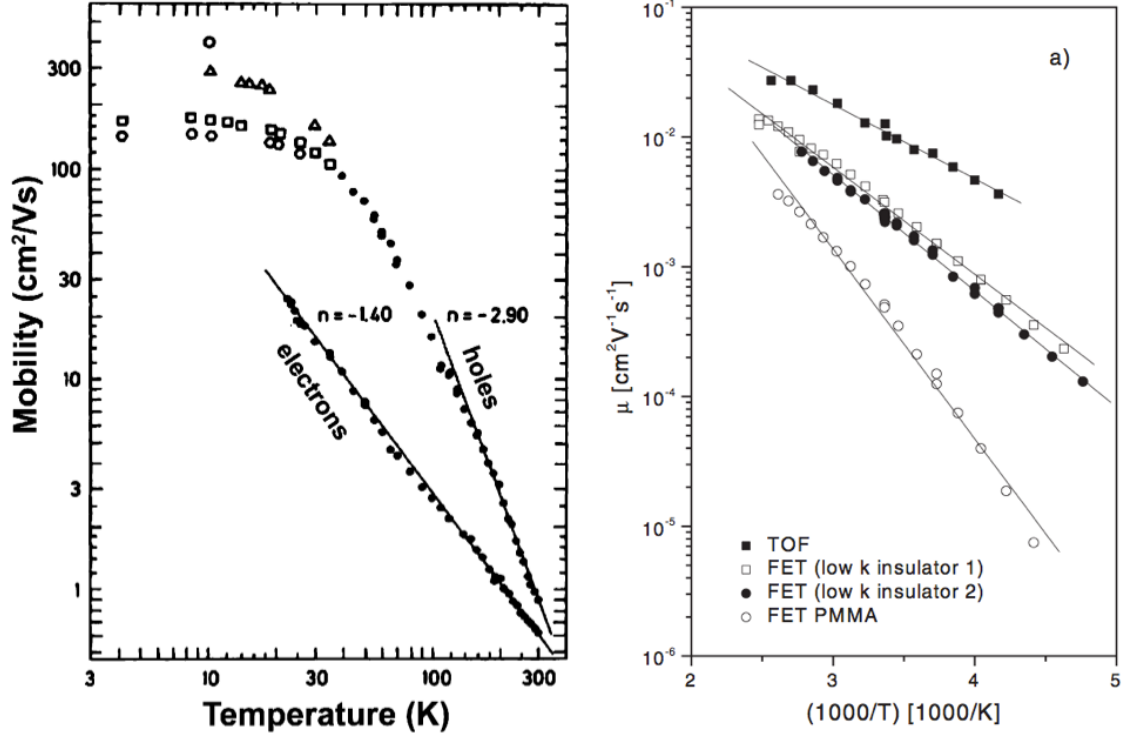 Mobility (cm²/Vs)
300
100
30
10
3
1
n=-1.40
n=-2.90
electrons
holes
3
10
30
100
300
Temperature (K)
a)
μ [cm²V⁻¹s⁻¹]
10⁻¹
10⁻²
10⁻³
10⁻⁴
10⁻⁵
10⁻⁶
TOF
FET (low k insulator 1)
FET (low k insulator 2)
FET PMMA
2
3
4
5
(1000/T) [1000/K]